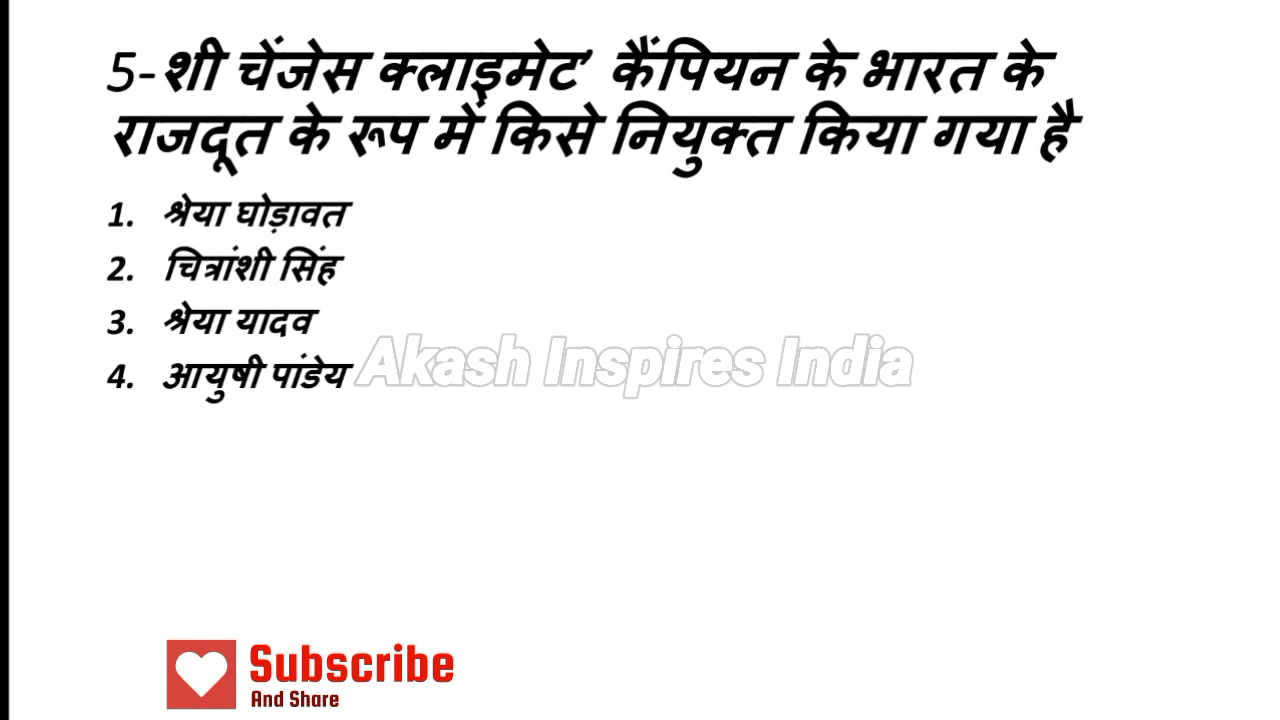 5-शी चेंजेस क्लाइमेट’ कैंपियन के भारत के
राजदूत के रूप में किसे नियुक्त किया गया है
1. श्रेया घोड़ावत
2. चित्रांशी सिंह
3. श्रेया यादव
4. आयुषी पांडेय
Akash Inspires India
Subscribe
And Share